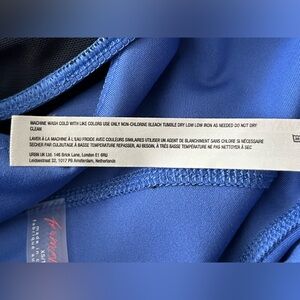 MACHINE WASH COLD WITH LIKE COLORS USE ONLY NON-CHLORINE BLEACH TUMBLE DRY LOW LOW IRON AS NEEDED DO NOT DRY
CLEAN
LAVER À LA MACHINE À L'EAU FROIDE AVEC COULEURS SIMILAIRES UTILISER UN AGENT DE BLANCHIMENT SANS CHLORE SI NÉCESSAIRE
SECHER PAR CULBUTAGE À BASSE TEMPÉRATURE REPASSER, AU BESOIN, À TRÈS BASSE TEMPÉRATURE NE PAS NETTOYER À SEC
URBN UK Ltd. 146 Brick Lane, London E1 6RU
Leidsestraat 32, 1017 PB Amsterdam, Netherlands